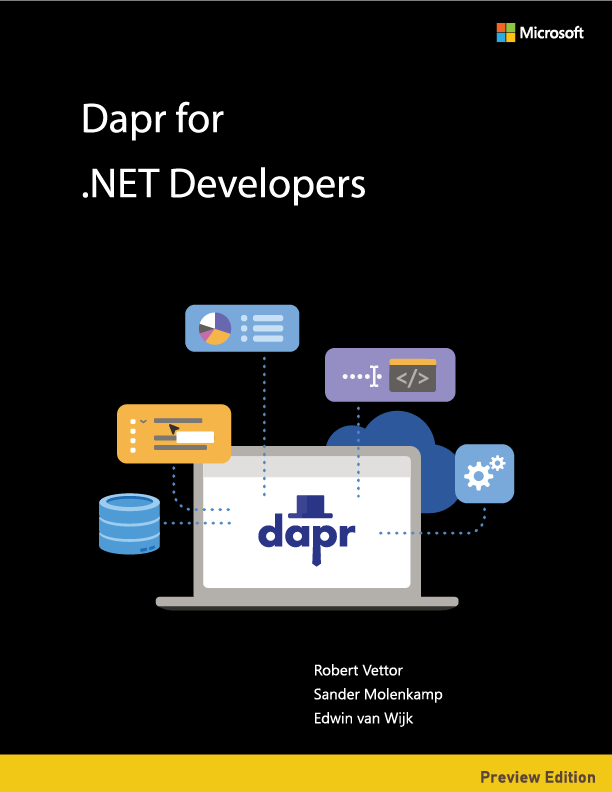 Microsoft
Dapr for
.NET Developers
</>
dapr
Robert Vettor
Sander Molenkamp
Edwin van Wijk
Preview Edition